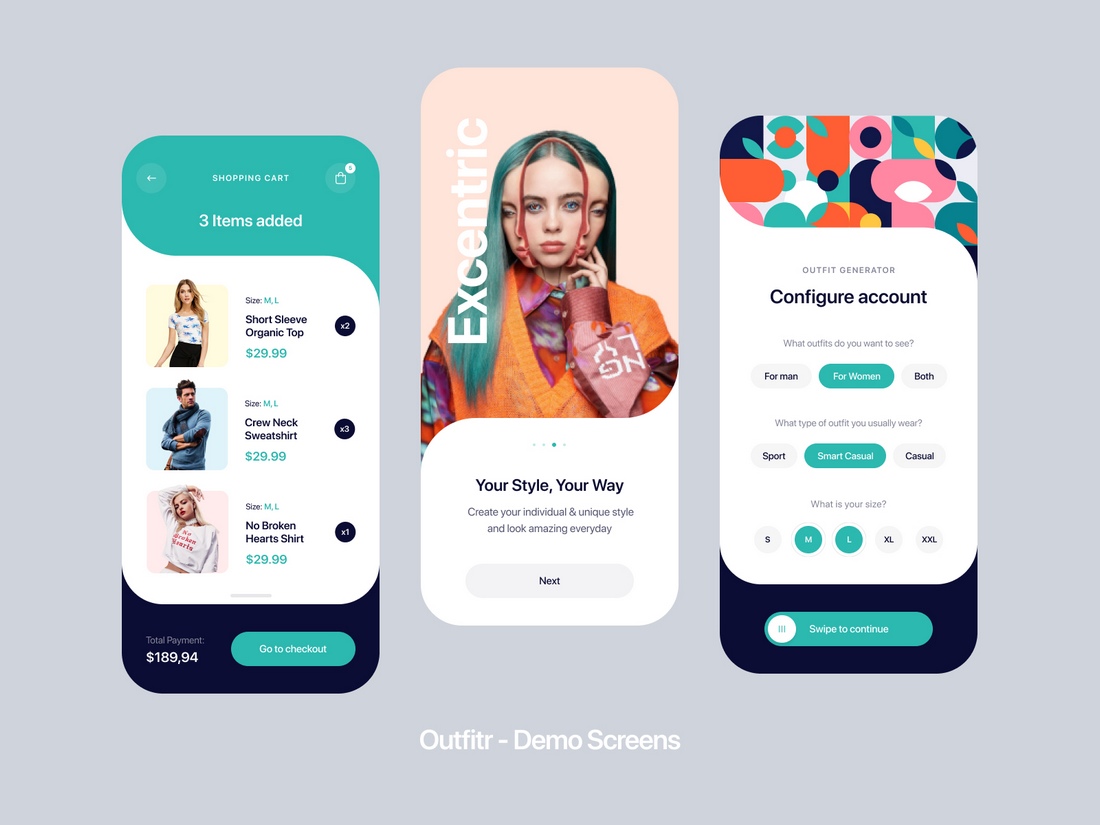 SHOPPING CART
5
3 Items added
Size: M, L
Short Sleeve
Organic Top
$29.99
x2
Size: M, L
Crew Neck
Sweatshirt
$29.99
x3
Size: M, L
No Broken
Hearts Shirt
$29.99
x1
No
Broken
Hearts
Total Payment:
$189,94
Go to checkout
Excentric
Your Style, Your Way
Create your individual & unique style
and look amazing everyday
Next
OUTFIT GENERATOR
Configure account
What outfits do you want to see?
For man
For Women
Both
What type of outfit you usually wear?
Sport
Smart Casual
Casual
What is your size?
S
M
L
XL
XXL
Swipe to continue
Outfitr - Demo Screens